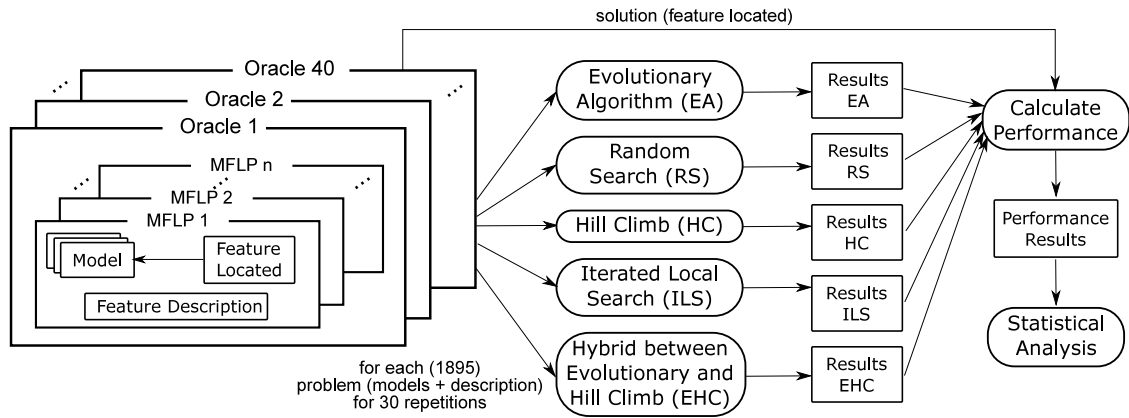 solution (feature located)
Oracle 40
Oracle 2
Oracle 1
MFLP n
MFLP 2
MFLP 1
Model
Feature
Located
Feature Description
for each (1895)
problem (models + description)
for 30 repetitions
Evolutionary
Algorithm (EA)
Random
Search (RS)
Hill Climb (HC)
Iterated Local
Search (ILS)
Hybrid between
Evolutionary and
Hill Climb (EHC)
Results
EA
Results
RS
Results
HC
Results
ILS
Results
EHC
Calculate
Performance
Performance
Results
Statistical
Analysis